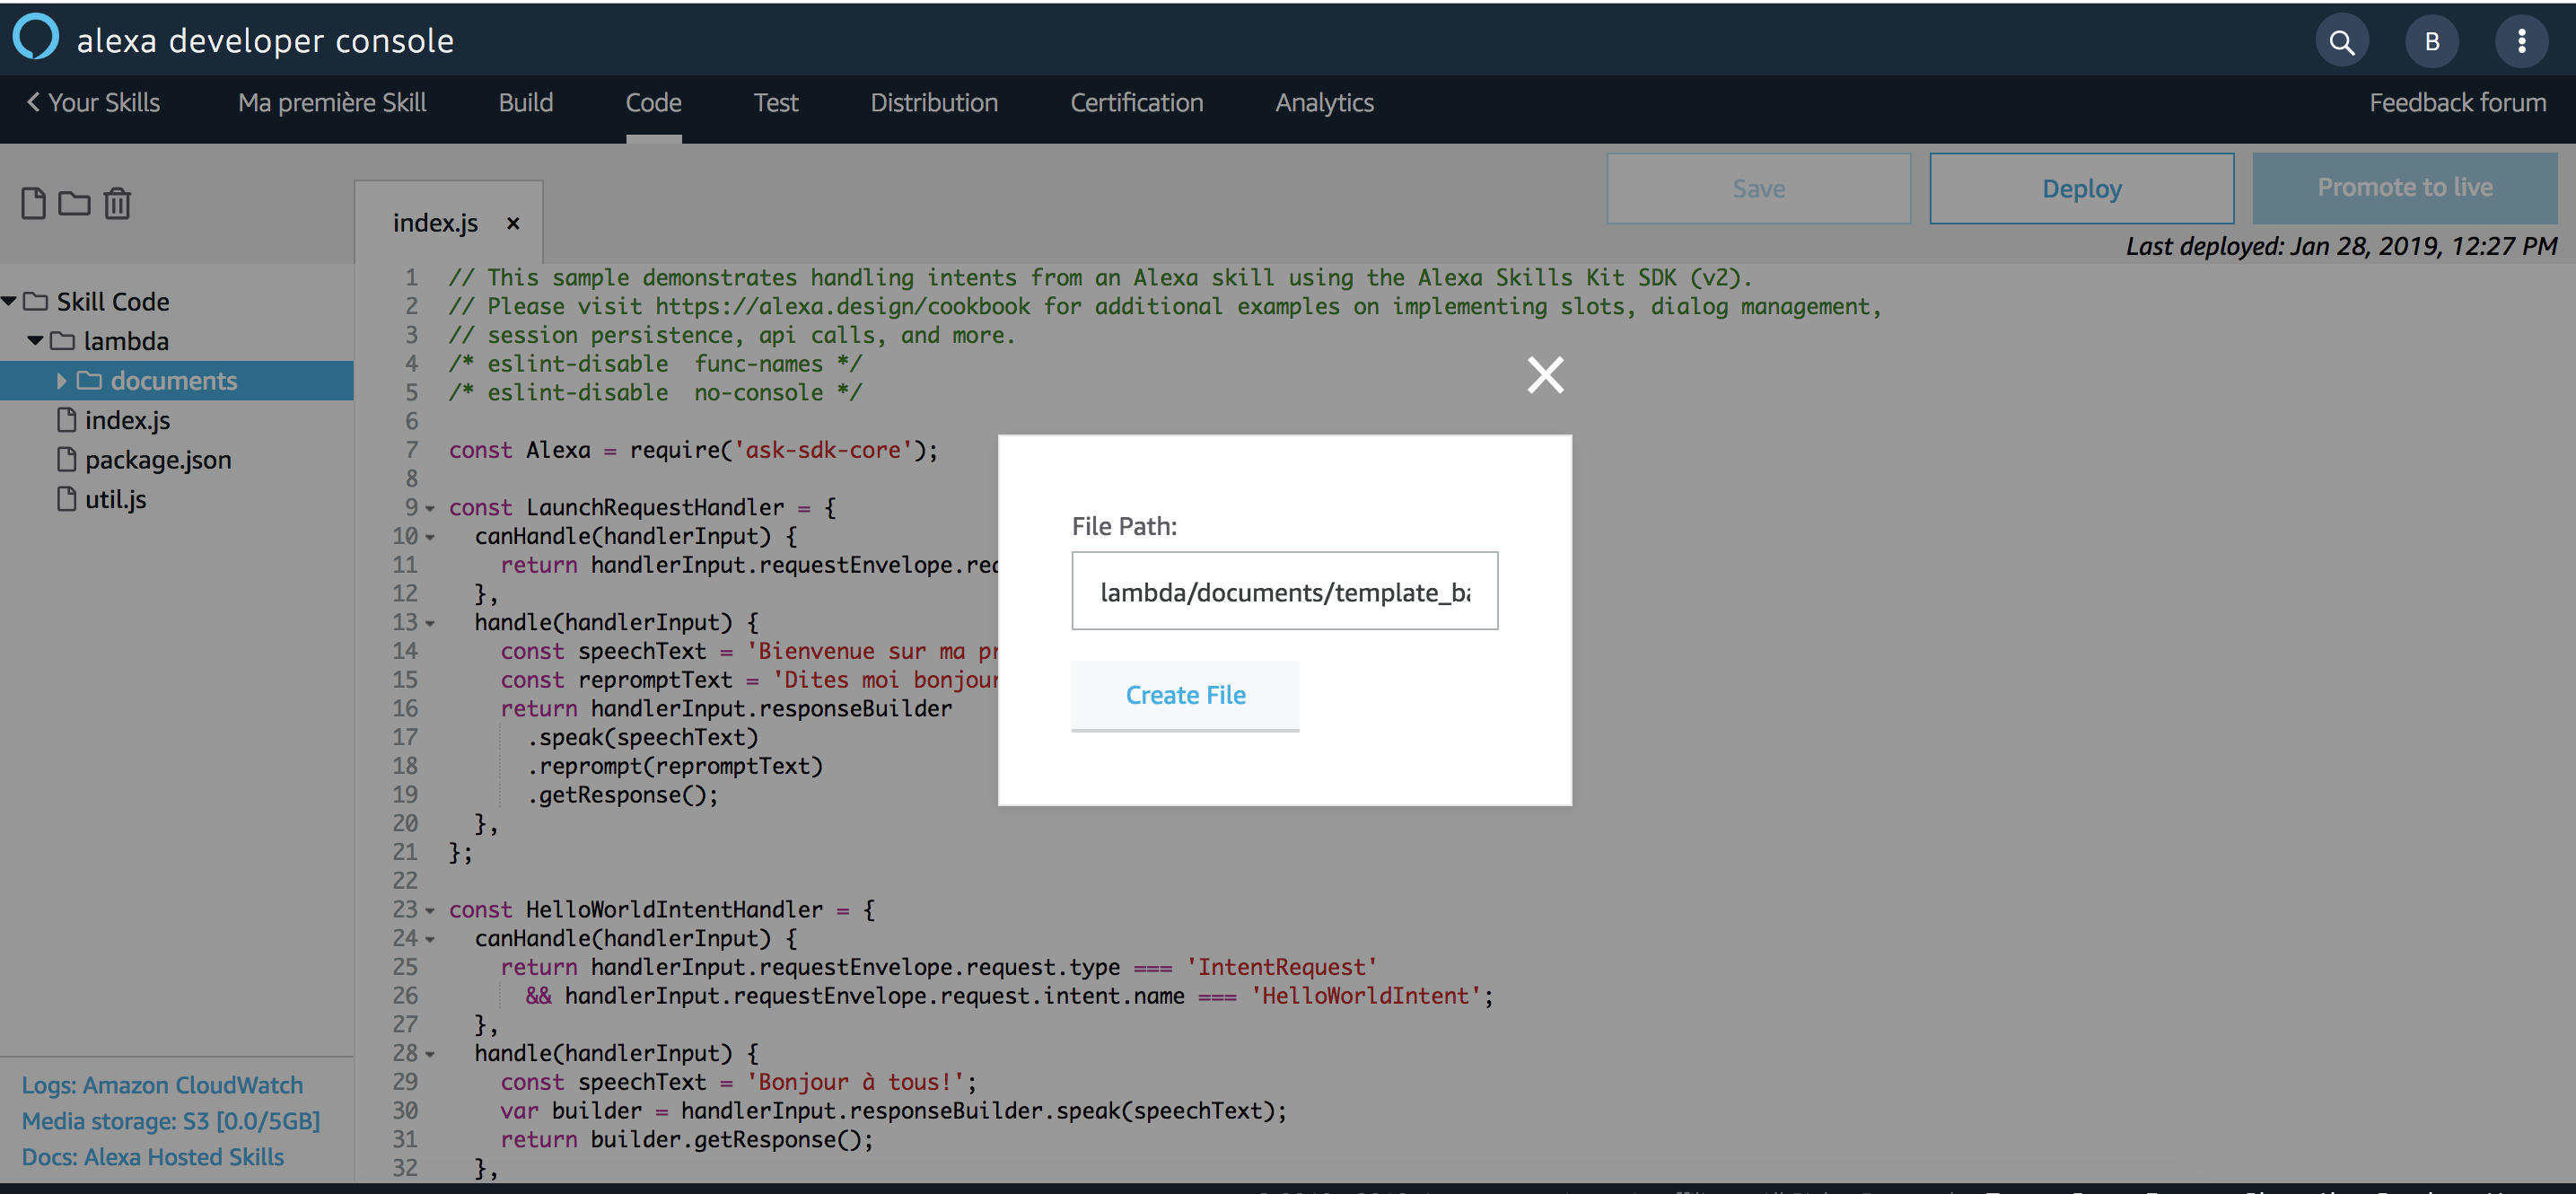 alexa developer console
B
Your Skills
Ma première Skill
Build
Code
Test
Distribution
Certification
Analytics
Feedback forum
Save
Deploy
Promote to live
Last deployed: Jan 28, 2019, 12:27 PM
index.js ×
Skill Code
lambda
documents
index.js
package.json
util.js
Logs: Amazon CloudWatch
Media storage: S3 [0.0/5GB]
Docs: Alexa Hosted Skills
1 // This sample demonstrates handling intents from an Alexa skill using the Alexa Skills Kit SDK (v2).
2 // Please visit https://alexa.design/cookbook for additional examples on implementing slots, dialog management,
3 // session persistence, api calls, and more.
4 /* eslint-disable  func-names */
5 /* eslint-disable  no-console */
6
7 const Alexa = require('ask-sdk-core');
8
9 const LaunchRequestHandler = {
10 canHandle(handlerInput) {
11 return handlerInput.requestEnvelope.rec
12 },
13 handle(handlerInput) {
14 const speechText = 'Bienvenue sur ma pr
15 const repromptText = 'Dites moi bonjour
16 return handlerInput.responseBuilder
17 .speak(speechText)
18 .reprompt(repromptText)
19 .getResponse();
20 },
21 };
22
23 const HelloWorldIntentHandler = {
24 canHandle(handlerInput) {
25 return handlerInput.requestEnvelope.request.type === 'IntentRequest'
26 && handlerInput.requestEnvelope.request.intent.name === 'HelloWorldIntent';
27 },
28 handle(handlerInput) {
29 const speechText = 'Bonjour à tous!';
30 var builder = handlerInput.responseBuilder.speak(speechText);
31 return builder.getResponse();
32 },
File Path:
lambda/documents/template_ba
Create File